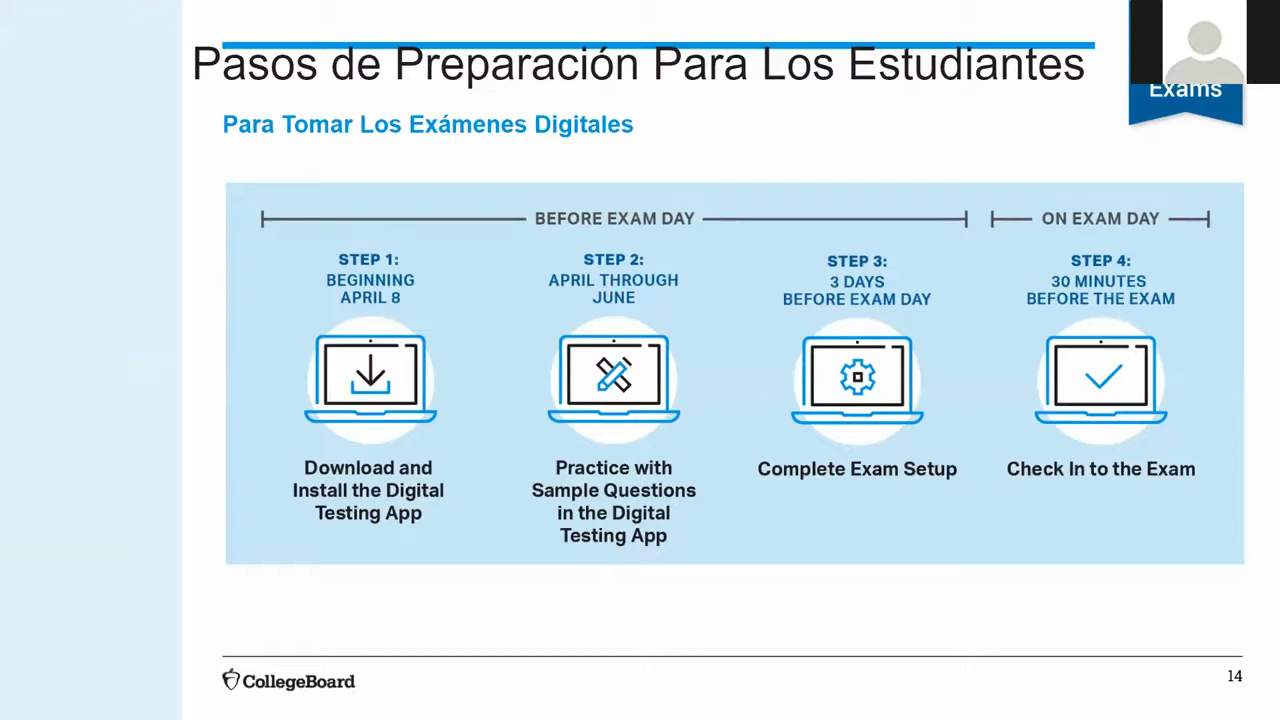 Pasos de Preparación Para Los Estudiantes
Exams
Para Tomar Los Exámenes Digitales
BEFORE EXAM DAY
ON EXAM DAY
STEP 1:
BEGINNING
APRIL 8
Download and
Install the Digital
Testing App
STEP 2:
APRIL THROUGH
JUNE
Practice with
Sample Questions
in the Digital
Testing App
STEP 3:
3 DAYS
BEFORE EXAM DAY
Complete Exam Setup
STEP 4:
30 MINUTES
BEFORE THE EXAM
Check In to the Exam
CollegeBoard
14